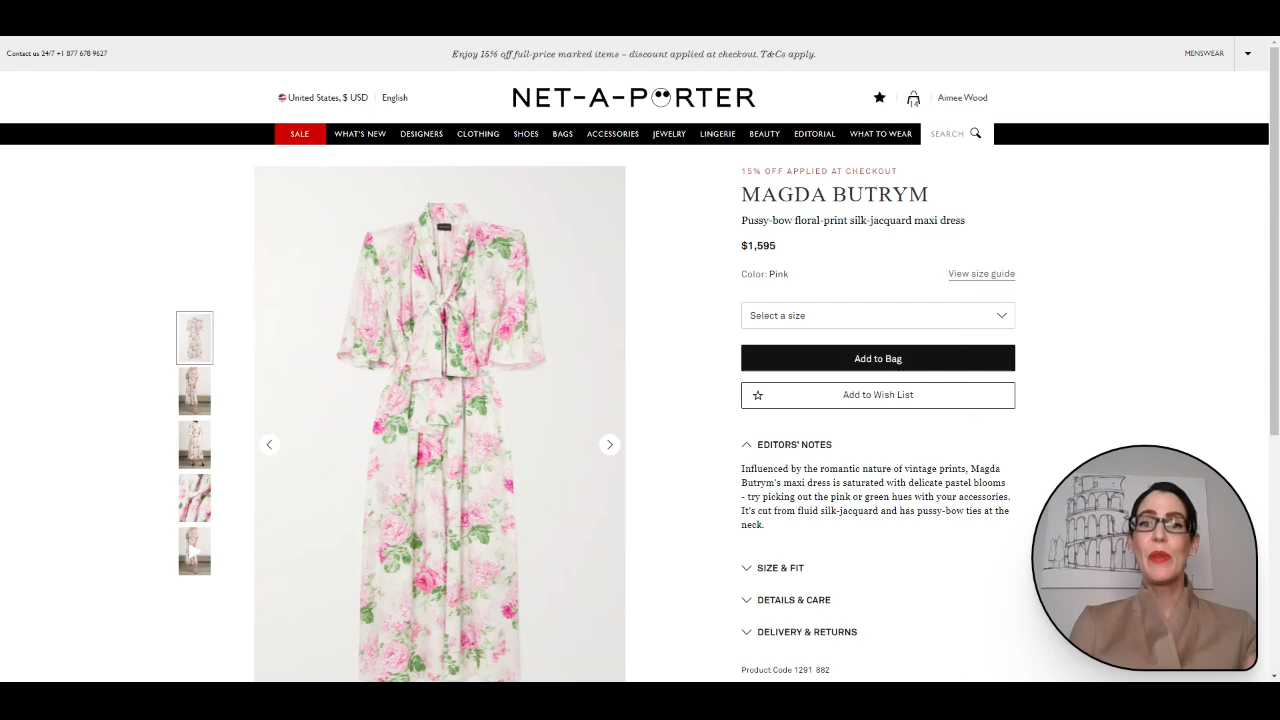 Contact us 24/7 +1 877 678 9627
Enjoy 15% off full-price marked items – discount applied at checkout. T&Cs apply.
MENSWEAR
United States, $ USD
English
NET-A-PORTER
14
Aimee Wood
SALE
WHAT'S NEW
DESIGNERS
CLOTHING
SHOES
BAGS
ACCESSORIES
JEWELRY
LINGERIE
BEAUTY
EDITORIAL
WHAT TO WEAR
SEARCH
15% OFF APPLIED AT CHECKOUT
MAGDA BUTRYM
Pussy-bow floral-print silk-jacquard maxi dress
$1,595
Color: Pink
View size guide
Select a size
Add to Bag
Add to Wish List
EDITORS' NOTES
Influenced by the romantic nature of vintage prints, Magda
Butrym's maxi dress is saturated with delicate pastel blooms
- try picking out the pink or green hues with your accessories.
It's cut from fluid silk-jacquard and has pussy-bow ties at the
neck.
SIZE & FIT
DETAILS & CARE
DELIVERY & RETURNS
Product Code 1291 882